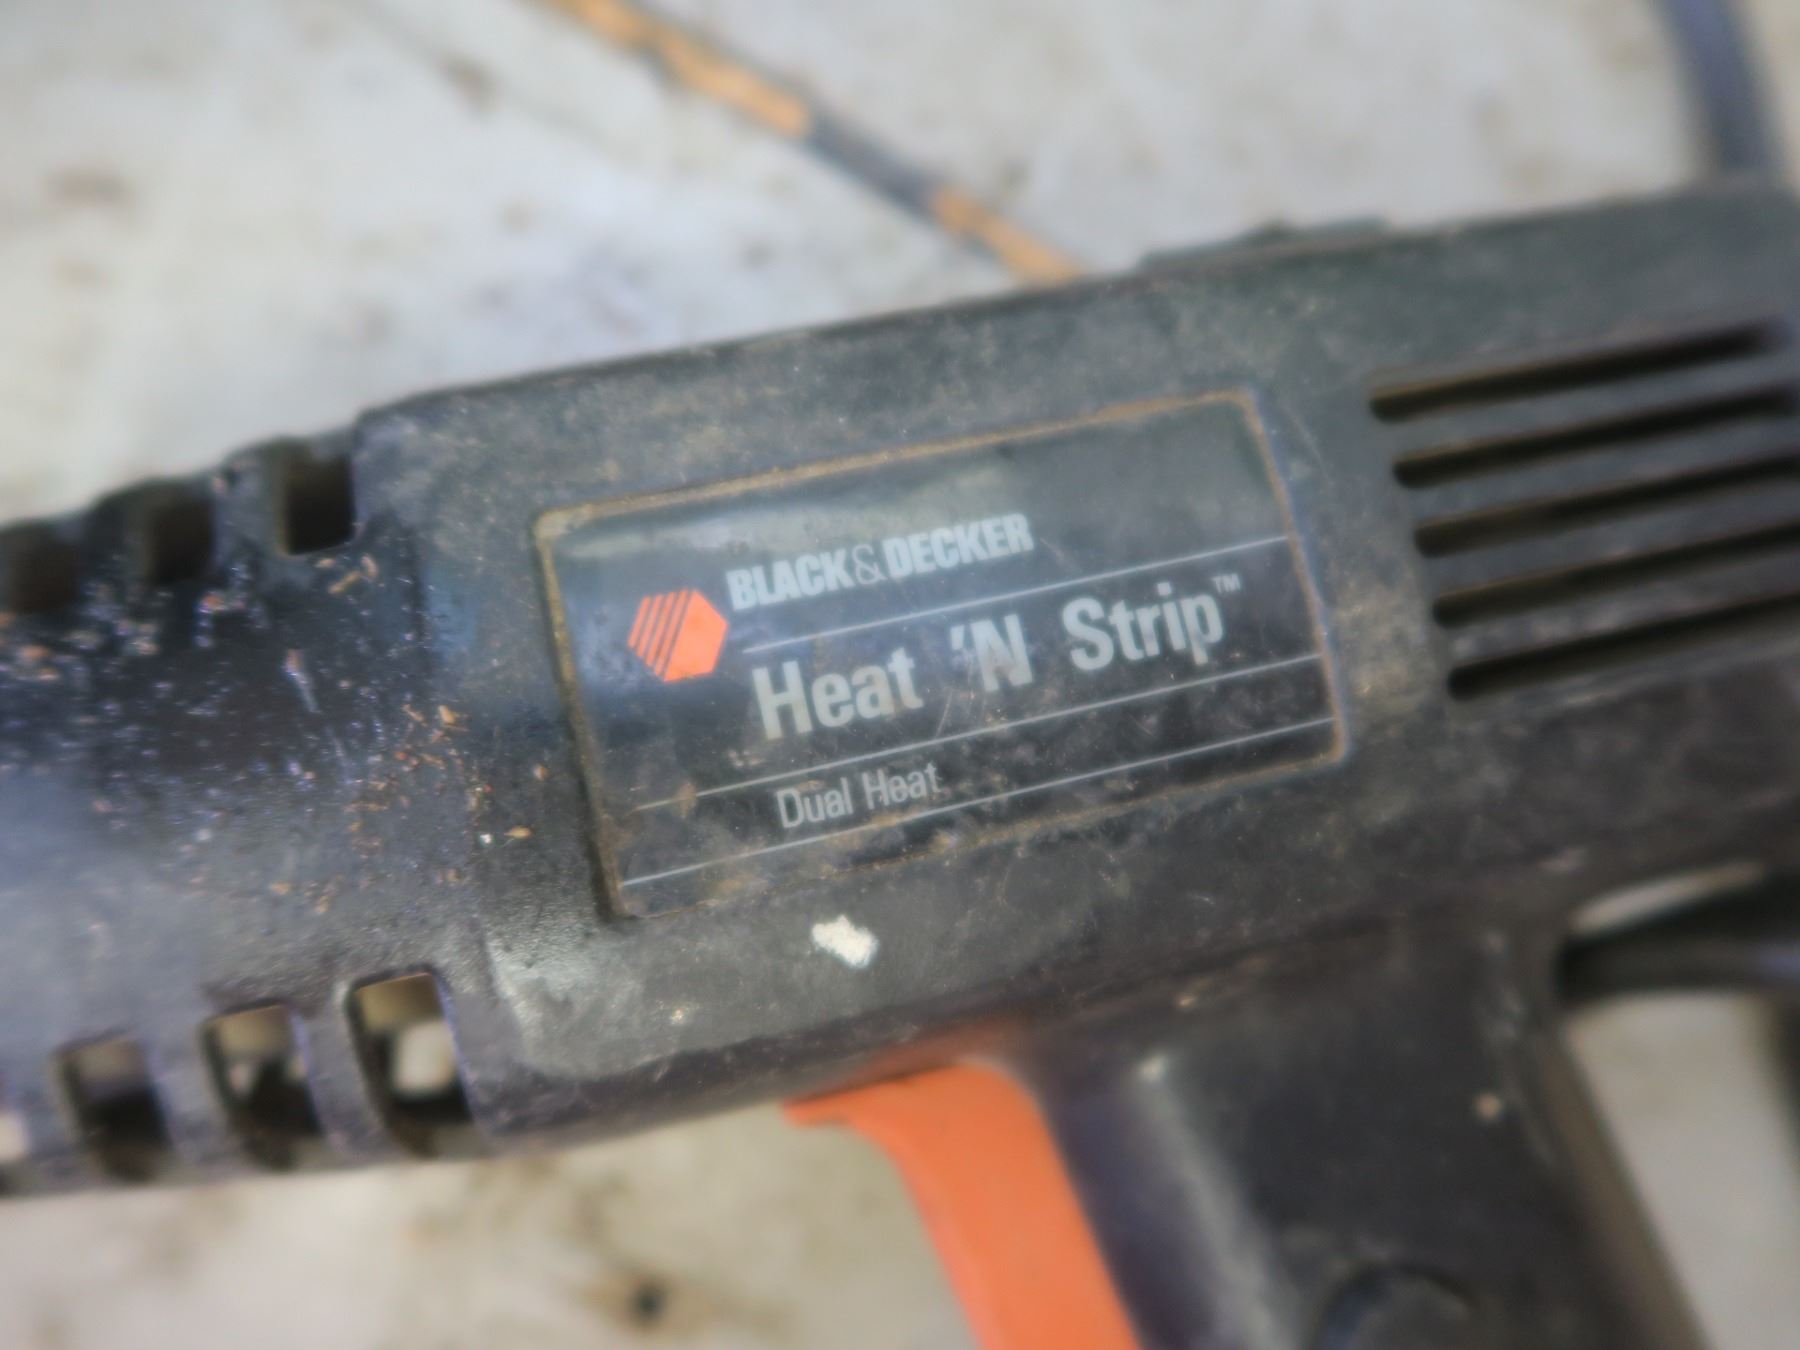 BLACK&DECKER
Heat 'N Strip™
Dual Heat